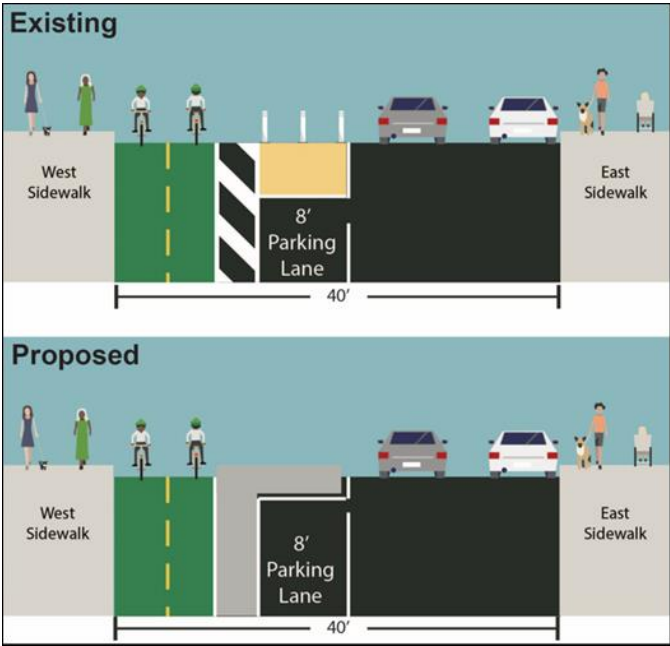 Existing
West
Sidewalk
8'
Parking
Lane
East
Sidewalk
40'
Proposed
West
Sidewalk
8'
Parking
Lane
East
Sidewalk
40'